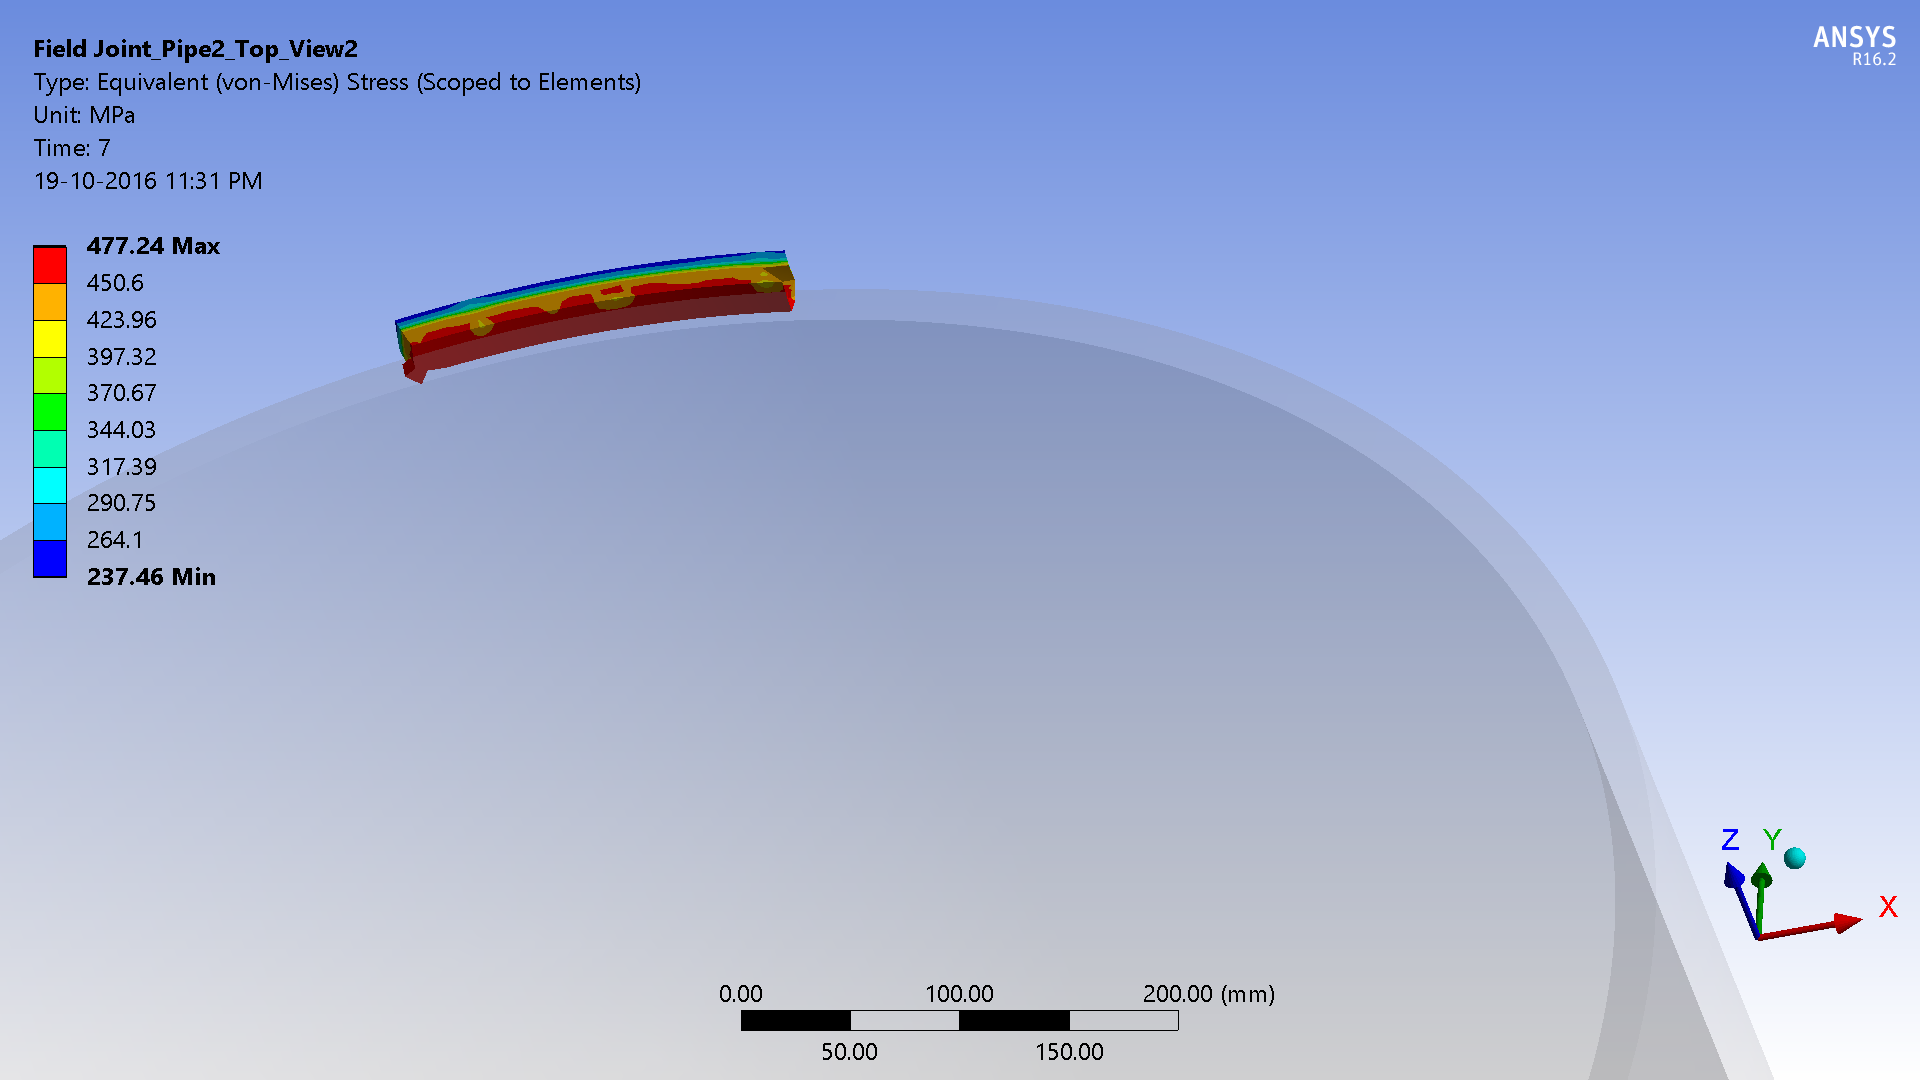 Field Joint_Pipe2_Top_View2
Type: Equivalent (von-Mises) Stress (Scoped to Elements)
Unit: MPa
Time: 7
19-10-2016 11:31 PM
ANSYS
R16.2
477.24 Max
450.6
423.96
397.32
370.67
344.03
317.39
290.75
264.1
237.46 Min
Z Y
X
0.00 100.00 200.00 (mm)
50.00 150.00